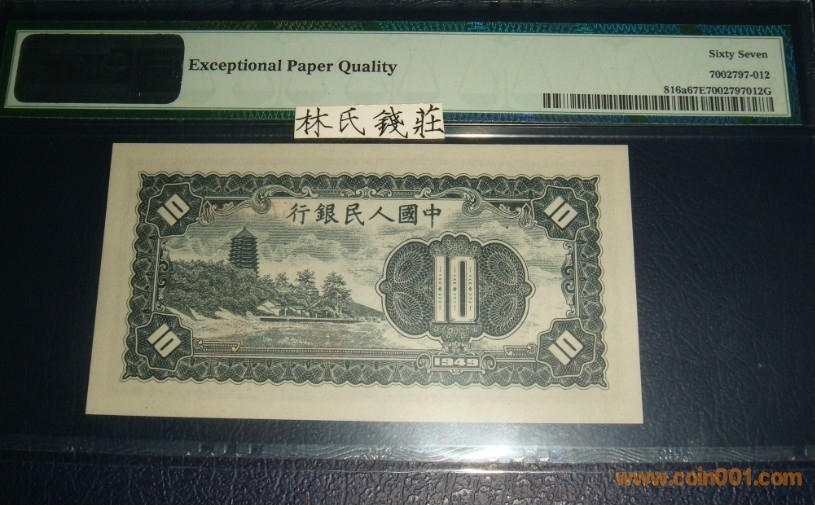 Exceptional Paper Quality
Sixty Seven
7002797-012
816a67E7002797012G
林氏錢莊
行銀民人國中
10
10
10
10
10
1949
www.coin001.com